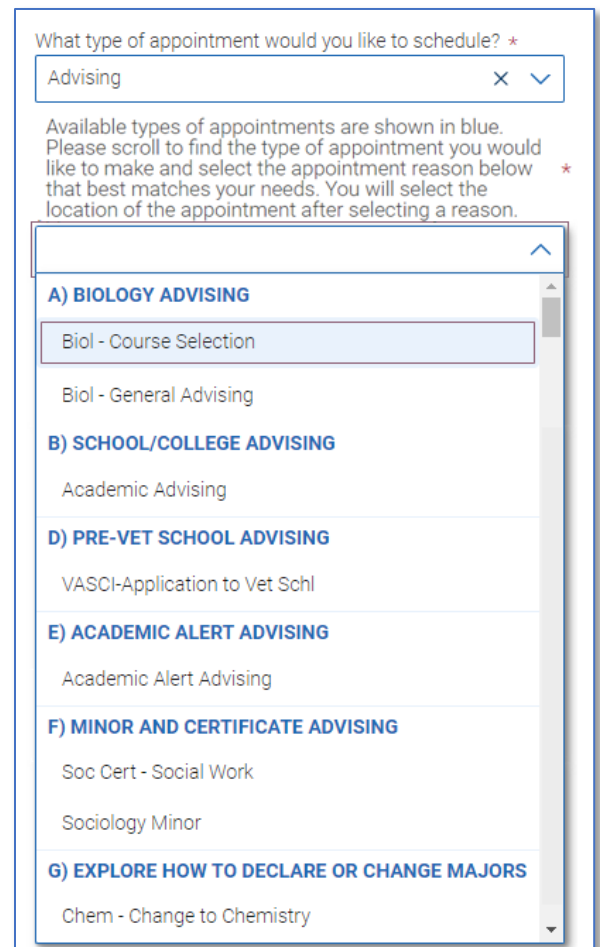 What type of appointment would you like to schedule? *
Advising
Available types of appointments are shown in blue.
Please scroll to find the type of appointment you would
like to make and select the appointment reason below *
that best matches your needs. You will select the
location of the appointment after selecting a reason.
A) BIOLOGY ADVISING
Biol - Course Selection
Biol - General Advising
B) SCHOOL/COLLEGE ADVISING
Academic Advising
D) PRE-VET SCHOOL ADVISING
VASCI-Application to Vet Schl
E) ACADEMIC ALERT ADVISING
Academic Alert Advising
F) MINOR AND CERTIFICATE ADVISING
Soc Cert - Social Work
Sociology Minor
G) EXPLORE HOW TO DECLARE OR CHANGE MAJORS
Chem - Change to Chemistry